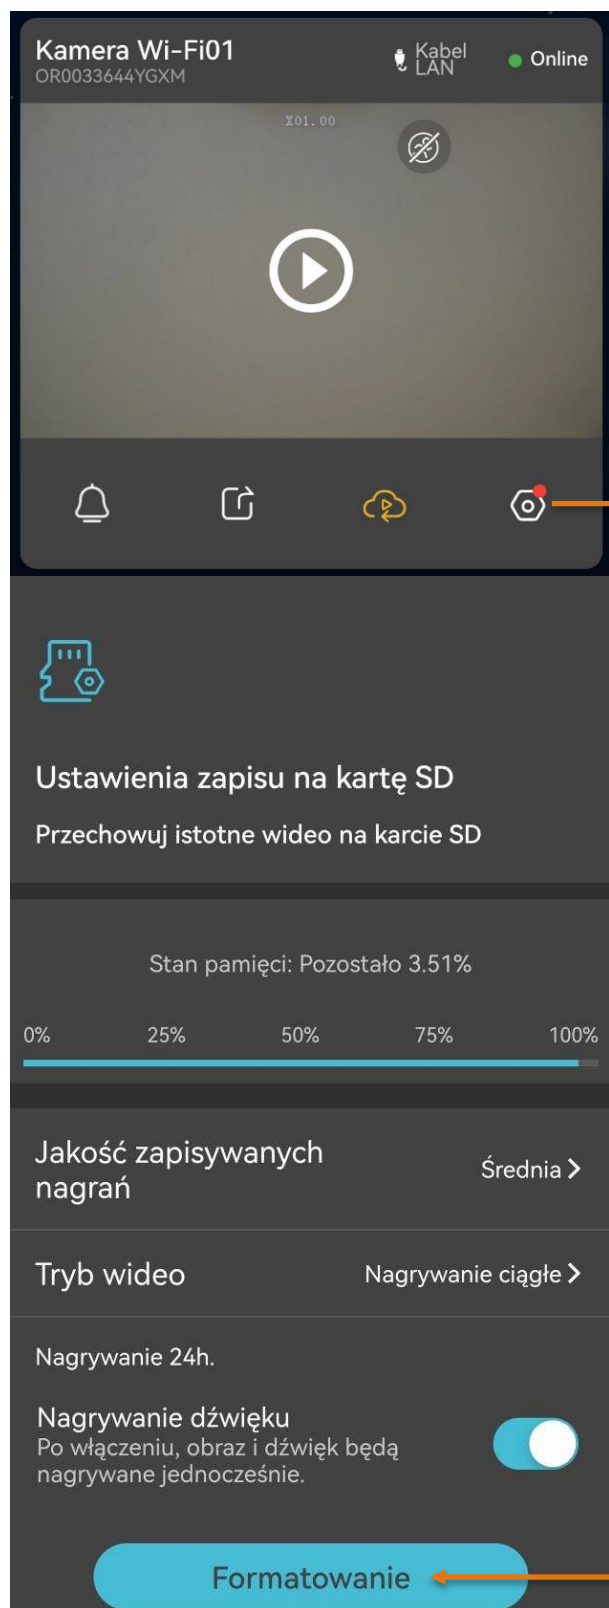 Kamera Wi-Fi01
OR0033644YGXM
Kabel
LAN
Online
X01.00
Ustawienia zapisu na kartę SD
Przechowuj istotne wideo na karcie SD
Stan pamięci: Pozostało 3.51%
0% 25% 50% 75% 100%
Jakość zapisywanych
nagrań
Średnia
Tryb wideo
Nagrywanie ciągłe
Nagrywanie 24h.
Nagrywanie dźwięku
Po włączeniu, obraz i dźwięk będą
nagrywane jednocześnie.
Formatowanie